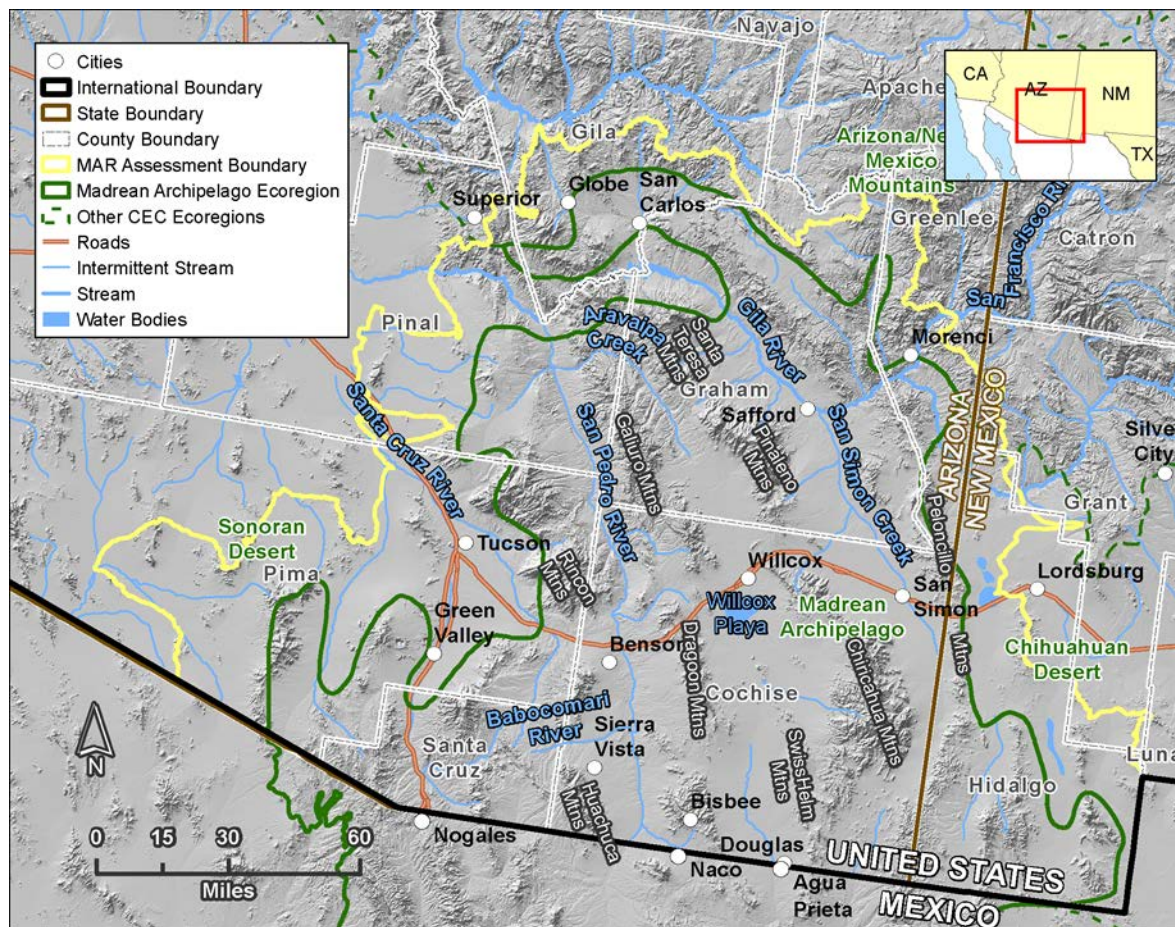 Cities
International Boundary
State Boundary
County Boundary
MAR Assessment Boundary
Madrean Archipelago Ecoregion
Other CEC Ecoregions
Roads
Intermittent Stream
Stream
Water Bodies
Navajo
Apache
Gila
Arizona/Ne
Mexico
Mountains
CA
AZ
NM
TX
Superior
Globe
San
Carlos
Greenlee
Catron
San Francisco Ri
Pinal
Aravaipa
Creek
Santa
Teresa
Mtns
Gila River
Morenci
Graham
Safford
Santa Cruz River
San Pedro River
Galiuro Mtns
Pinaleno
Mtns
San Simon Creek
ARIZONA
NEW MEXICO
Silve
City
Grant
Sonoran
Desert
Pima
Tucson
Rincon
Mtns
Willcox
Willcox
Playa
Madrean
Archipelago
San
Simon
Peloncillo
Mtns
Lordsburg
Green
Valley
Benson
Dragoon Mtns
Chiricahua Mtns
Chihuahuan
Desert
Cochise
Babocomari
River
Santa
Cruz
Sierra
Vista
SwissHelm
Mtns
Luna
Hidalgo
Huachuca
Mtns
Bisbee
Nogales
Naco
Douglas
Agua
Prieta
UNITED STATES
MEXICO
N
0 15 30 60
Miles